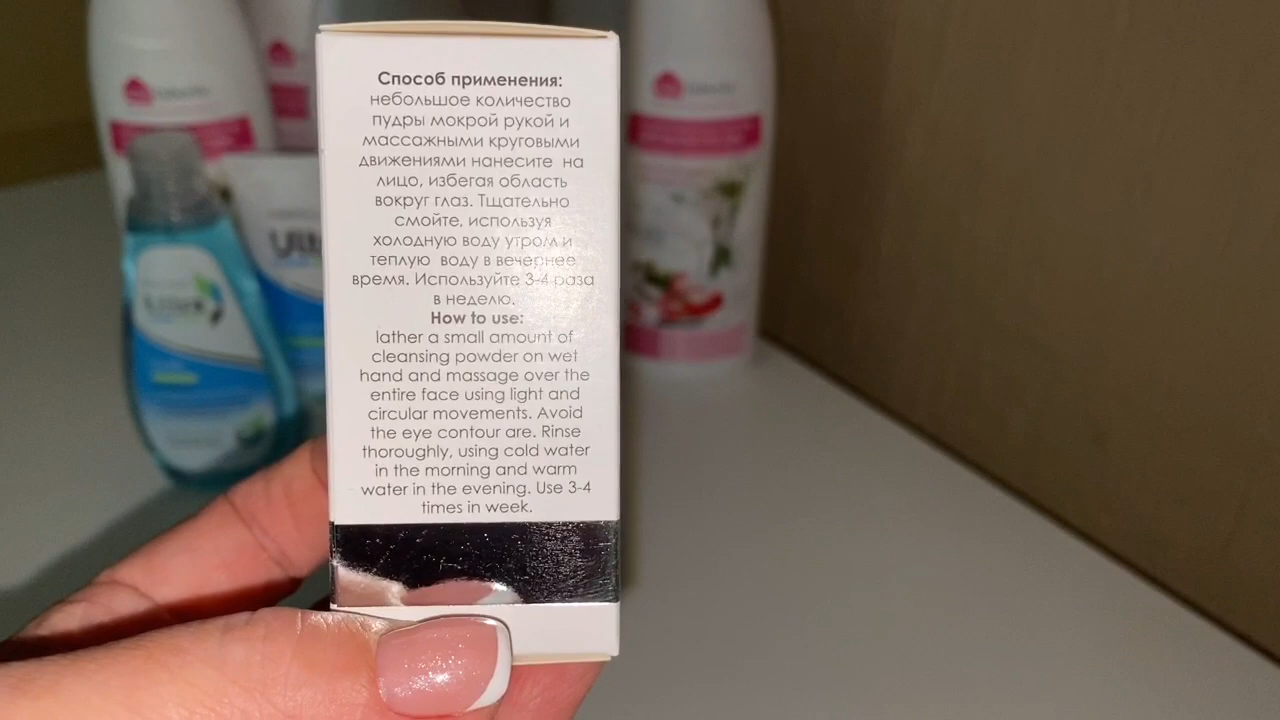 Способ применения:
небольшое количество
пудры мокрой рукой и
массажными круговыми
движениями нанесите на
лицо, избегая область
вокруг глаз. Тщательно
смойте, используя
холодную воду утром и
теплую воду в вечернее
время. Используйте 3-4 раза
в неделю.
How to use:
lather a small amount of
cleansing powder on wet
hand and massage over the
entire face using light and
circular movements. Avoid
the eye contour are. Rinse
thoroughly, using cold water
in the morning and warm
water in the evening. Use 3-4
times in week.